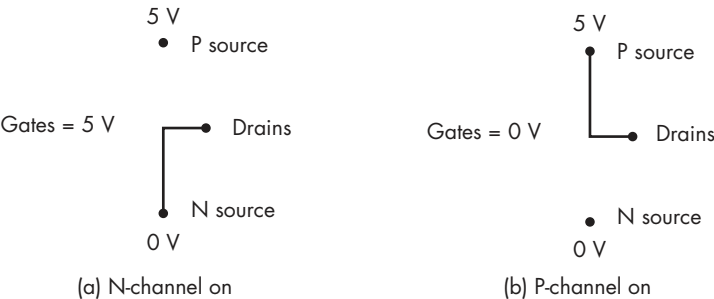 5 V
P source
Gates = 5 V
Drains
N source
0 V
(a) N-channel on
5 V
P source
Gates = 0 V
Drains
N source
0 V
(b) P-channel on